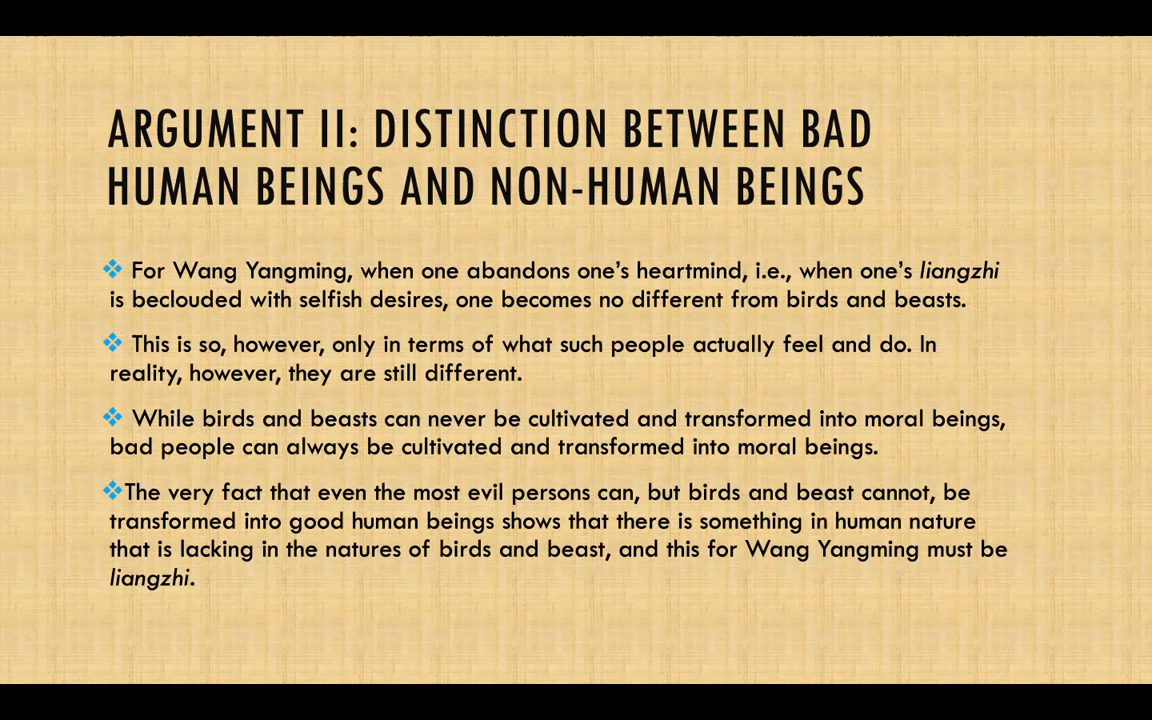 ARGUMENT II: DISTINCTION BETWEEN BAD
HUMAN BEINGS AND NON-HUMAN BEINGS
❖ For Wang Yangming, when one abandons one’s heartmind, i.e., when one’s liangzhi
is beclouded with selfish desires, one becomes no different from birds and beasts.
❖ This is so, however, only in terms of what such people actually feel and do. In
reality, however, they are still different.
❖ While birds and beasts can never be cultivated and transformed into moral beings,
bad people can always be cultivated and transformed into moral beings.
❖The very fact that even the most evil persons can, but birds and beast cannot, be
transformed into good human beings shows that there is something in human nature
that is lacking in the natures of birds and beast, and this for Wang Yangming must be
liangzhi.